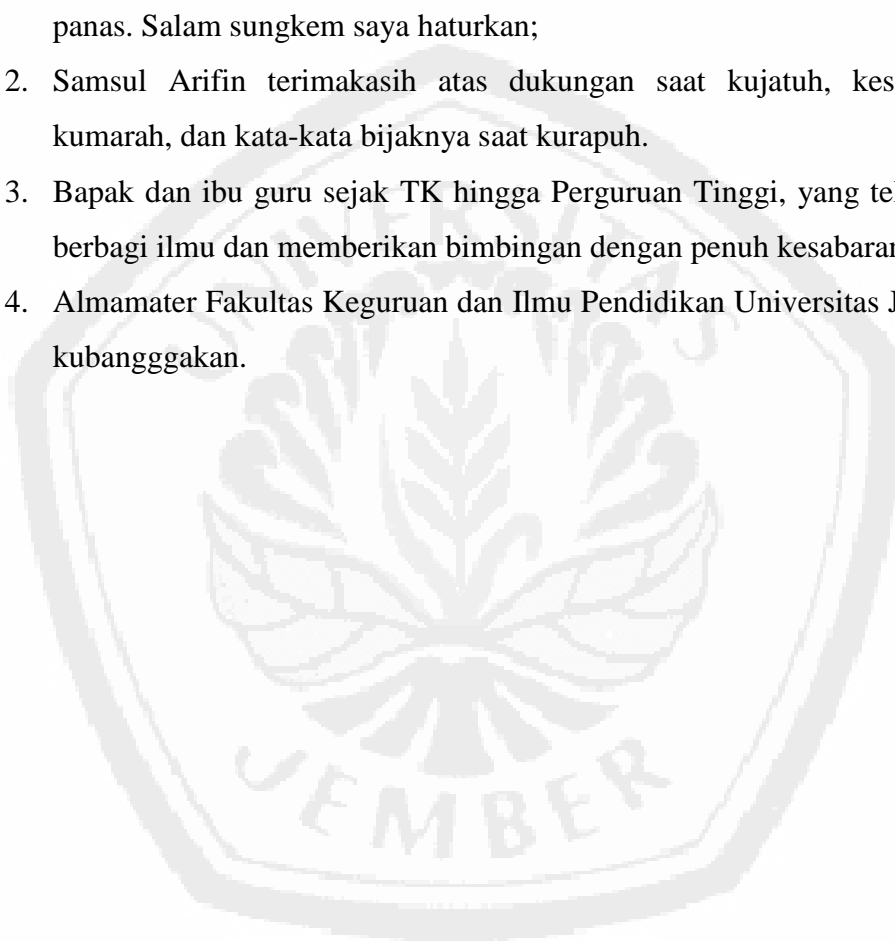 panas. Salam sungkem saya haturkan;
2. Samsul Arifin terimakasih atas dukungan saat kujatuh, kes
kumarah, dan kata-kata bijaknya saat kurapuh.
3. Bapak dan ibu guru sejak TK hingga Perguruan Tinggi, yang tel
berbagi ilmu dan memberikan bimbingan dengan penuh kesabaran
4. Almamater Fakultas Keguruan dan Ilmu Pendidikan Universitas J
kubangggakan.
UNIVERSITAS
JEMBER